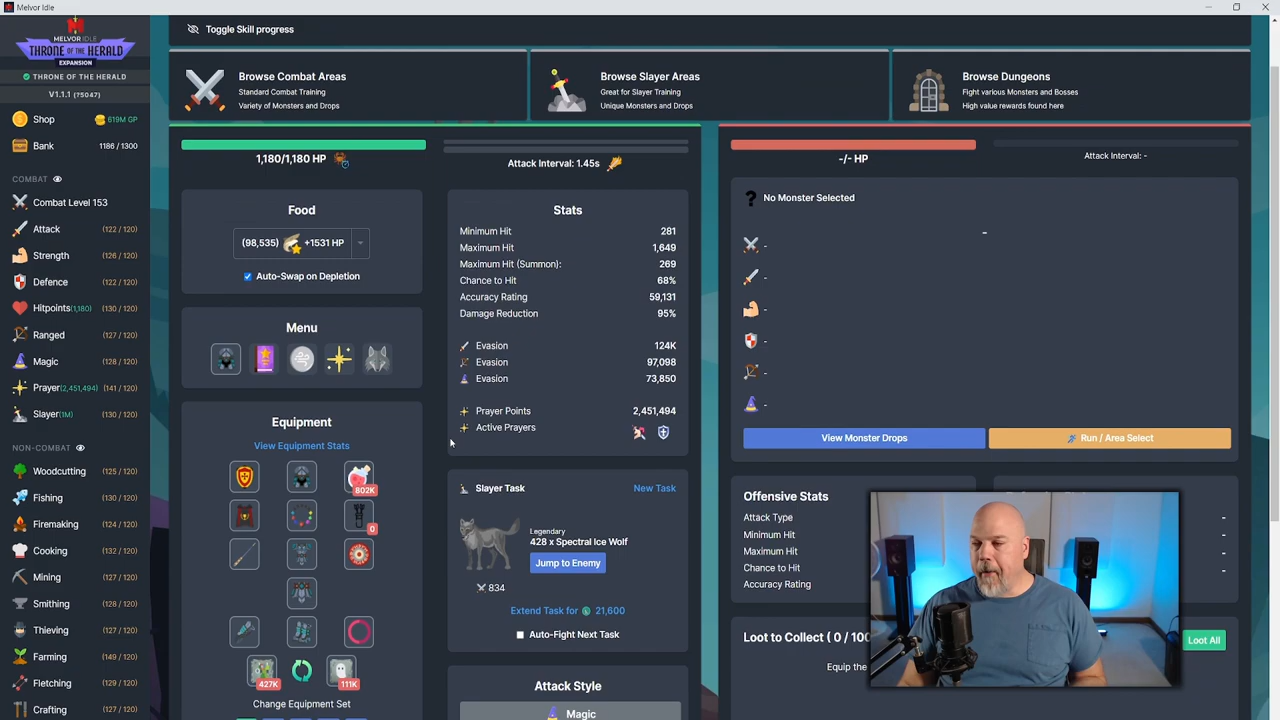 Melvor Idle
MELVOR IDLE
THRONE OF THE HERALD
EXPANSION
THRONE OF THE HERALD
V1.1.1 (?5047)
Shop 619M GP
Bank 1186 / 1300
COMBAT
Combat Level 153
Attack (122 / 120)
Strength (126 / 120)
Defence (122 / 120)
Hitpoints(1,180) (130 / 120)
Ranged (127 / 120)
Magic (128 / 120)
Prayer(2,451,494) (141 / 120)
Slayer(1M) (130 / 120)
NON-COMBAT
Woodcutting (125 / 120)
Fishing (130 / 120)
Firemaking (124 / 120)
Cooking (132 / 120)
Mining (127 / 120)
Smithing (128 / 120)
Thieving (127 / 120)
Farming (149 / 120)
Fletching (129 / 120)
Crafting (127 / 120)
Toggle Skill progress
Browse Combat Areas
Standard Combat Training
Variety of Monsters and Drops
Browse Slayer Areas
Great for Slayer Training
Unique Monsters and Drops
Browse Dungeons
Fight various Monsters and Bosses
High value rewards found here
1,180/1,180 HP
Food
(98,535) +1531 HP
Auto-Swap on Depletion
Menu
Equipment
View Equipment Stats
802K
0
427K
111K
Change Equipment Set
Attack Interval: 1.45s
Stats
Minimum Hit 281
Maximum Hit 1,649
Maximum Hit (Summon): 269
Chance to Hit 68%
Accuracy Rating 59,131
Damage Reduction 95%
Evasion 124K
Evasion 97,098
Evasion 73,850
Prayer Points 2,451,494
Active Prayers
Slayer Task New Task
Legendary
428 x Spectral Ice Wolf
Jump to Enemy
834
Extend Task for 21,600
Auto-Fight Next Task
Attack Style
Magic
-/- HP
Attack Interval: -
? No Monster Selected
-
-
-
-
-
-
-
View Monster Drops
Run / Area Select
Offensive Stats
Attack Type -
Minimum Hit -
Maximum Hit
Chance to Hit -
Accuracy Rating
Loot to Collect ( 0 / 100
Loot All
Equip the